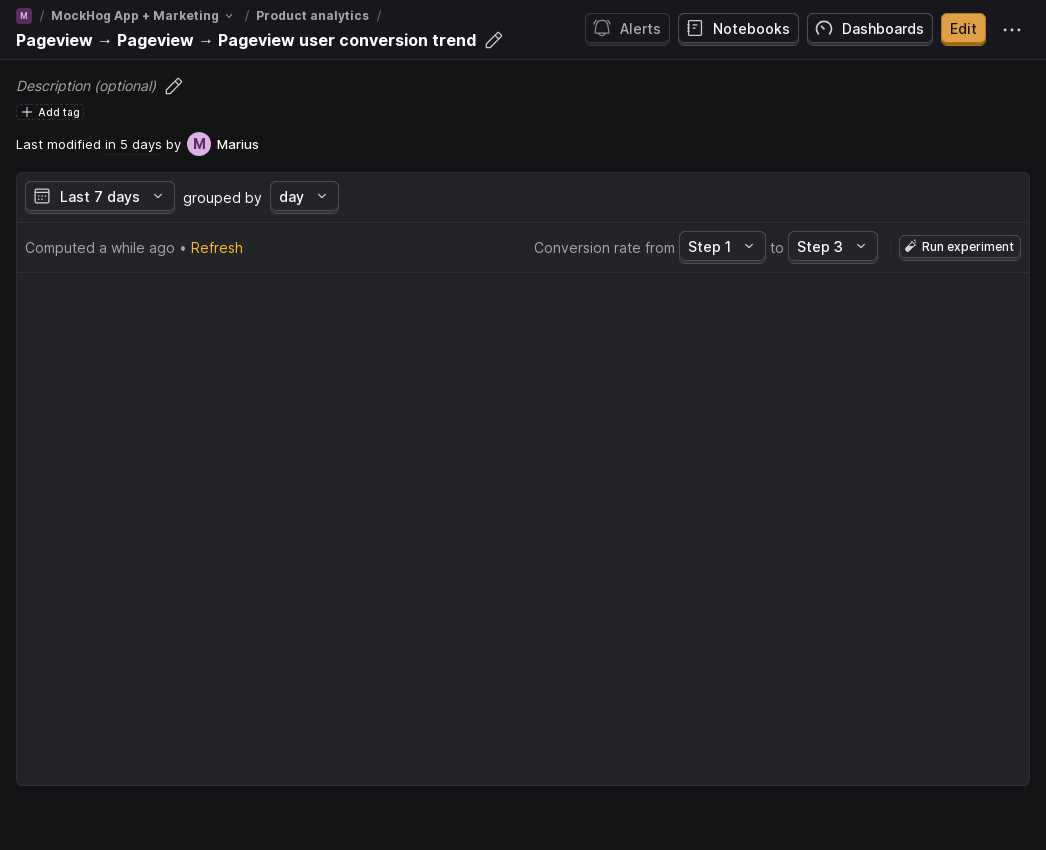 M / MockHog App + Marketing / Product analytics /
Pageview → Pageview → Pageview user conversion trend
Alerts Notebooks Dashboards Edit
Description (optional)
Add tag
Last modified in 5 days by M Marius
Last 7 days grouped by day
Computed a while ago • Refresh Conversion rate from Step 1 to Step 3 Run experiment